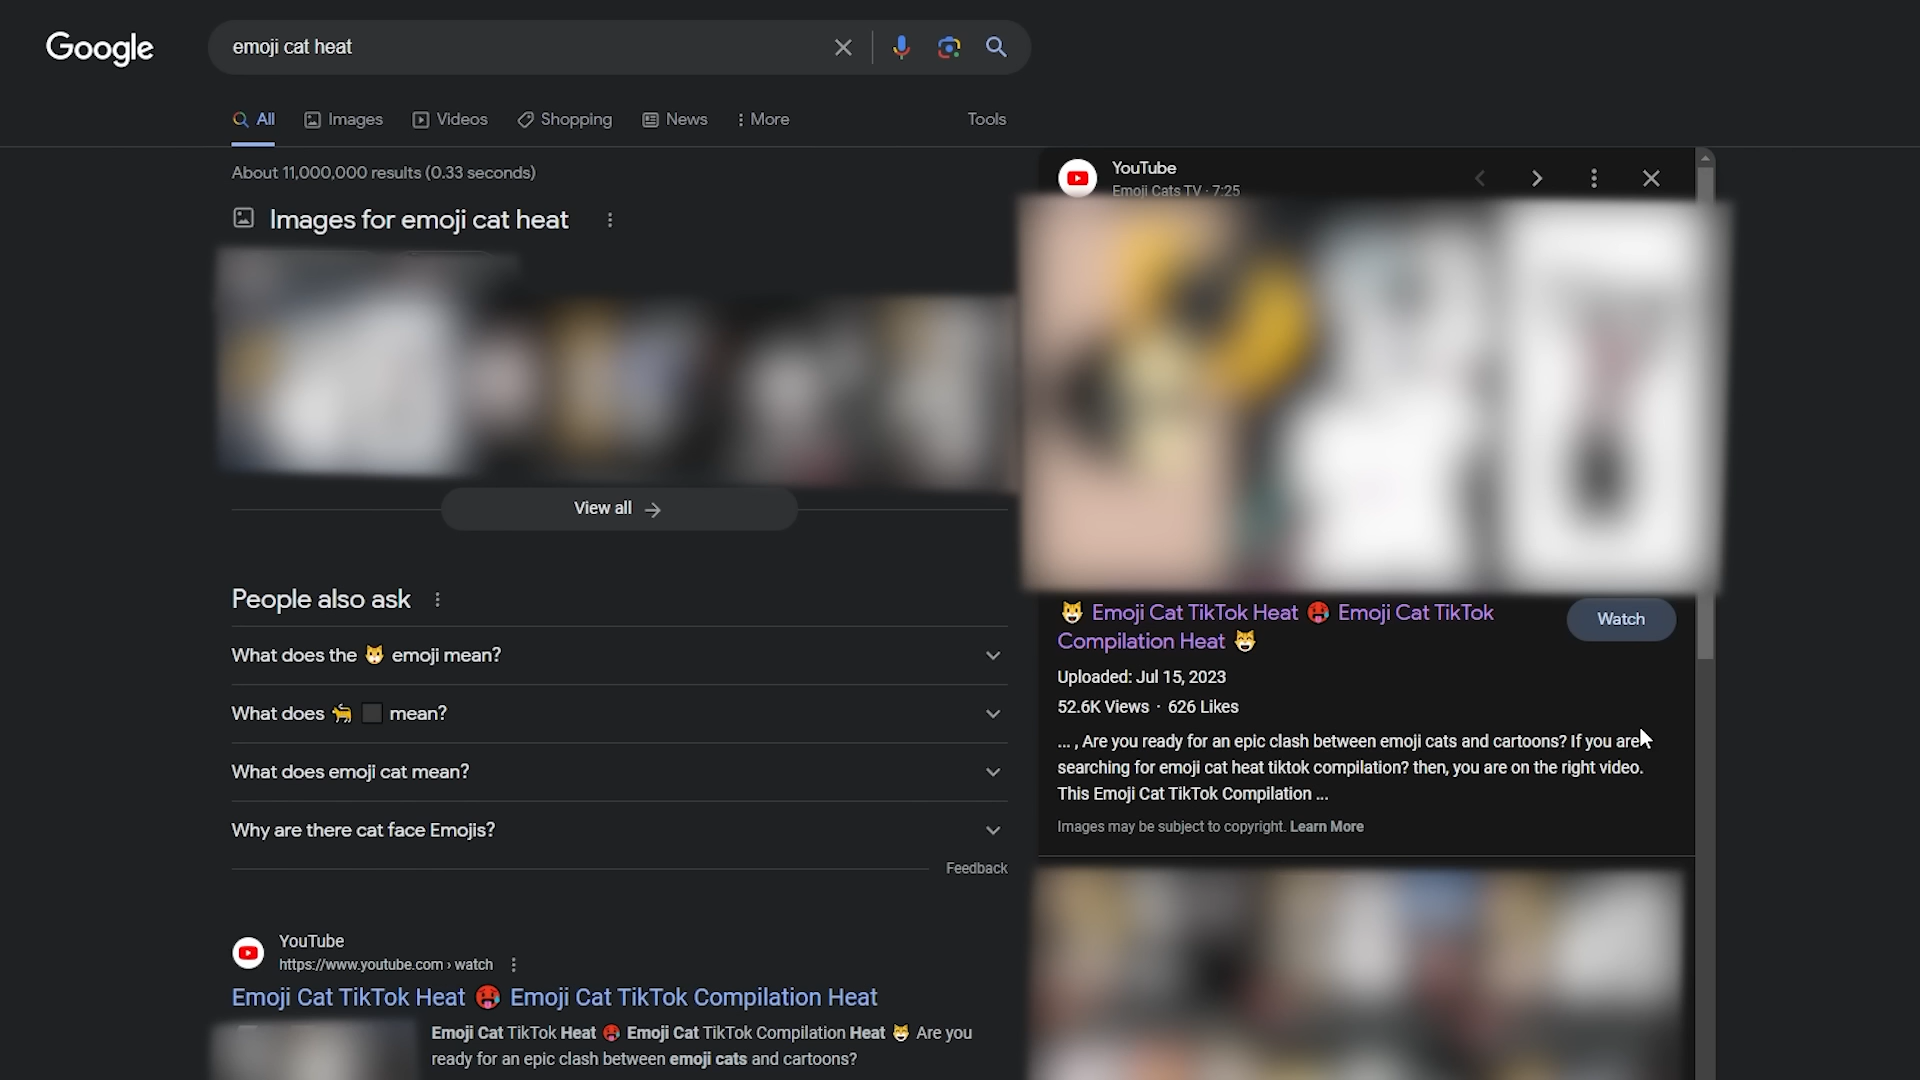 Google
emoji cat heat
All
Images
Videos
Shopping
News
More
Tools
About 11,000,000 results (0.33 seconds)
Images for emoji cat heat
View all
People also ask
What does the 🐱 emoji mean?
What does 🐈 ⬛ mean?
What does emoji cat mean?
Why are there cat face Emojis?
Feedback
YouTube
https://www.youtube.com › watch
Emoji Cat TikTok Heat 🥵 Emoji Cat TikTok Compilation Heat
Emoji Cat TikTok Heat 🥵 Emoji Cat TikTok Compilation Heat 😸 Are you
ready for an epic clash between emoji cats and cartoons?
YouTube
Emoji Cats TV · 7:25
😸 Emoji Cat TikTok Heat 🥵 Emoji Cat TikTok
Compilation Heat 😸
Watch
Uploaded: Jul 15, 2023
52.6K Views · 626 Likes
... , Are you ready for an epic clash between emoji cats and cartoons? If you are
searching for emoji cat heat tiktok compilation? then, you are on the right video.
This Emoji Cat TikTok Compilation ...
Images may be subject to copyright. Learn More